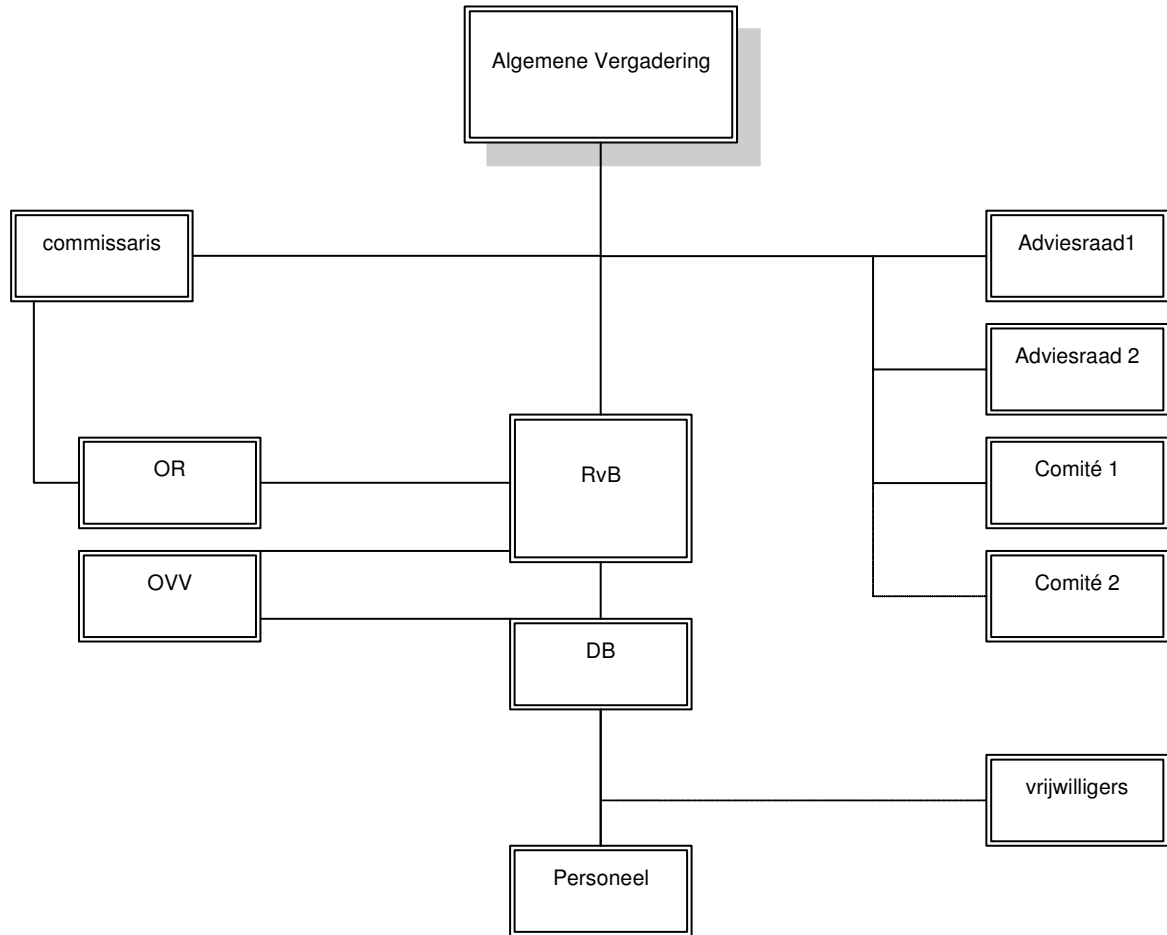 Algemene Vergadering
commissaris
Adviesraad1
Adviesraad 2
OR
RvB
Comité 1
OVV
Comité 2
DB
vrijwilligers
Personeel